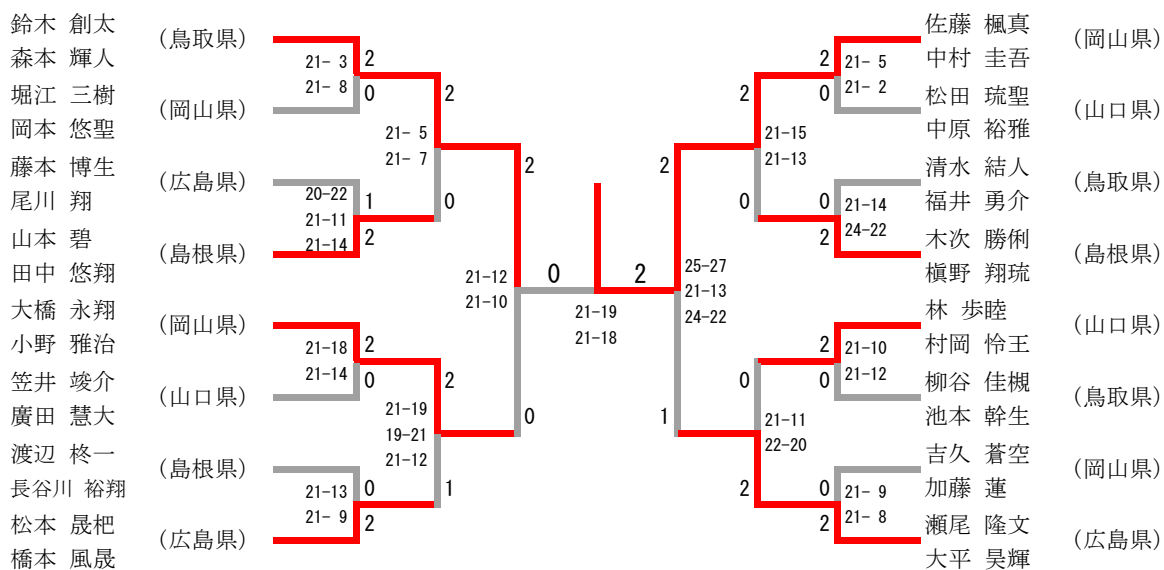 鈴木 創太
森本 輝人
(鳥取県)
堀江 三樹
岡本 悠聖
(岡山県)
藤本 博生
尾川 翔
(広島県)
山本 碧
田中 悠翔
(島根県)
大橋 永翔
小野 雅治
(岡山県)
笠井 竣介
廣田 慧大
(山口県)
渡辺 柊一
長谷川 裕翔
(島根県)
松本 晟杷
橋本 風晟
(広島県)
21- 3
21- 8
2
0
20-22
21-11
21-14
1
2
21-18
21-14
2
0
21-13
21- 9
0
2
21- 5
21- 7
2
0
21-19
19-21
21-12
2
1
21-12
21-10
2
0
0
2
21-19
21-18
2
1
25-27
21-13
24-22
2
0
21-15
21-13
0
2
21-11
22-20
2
0
21- 5
21- 2
0
2
21-14
24-22
2
0
21-10
21-12
0
2
21- 9
21- 8
佐藤 楓真
中村 圭吾
(岡山県)
松田 琉聖
中原 裕雅
(山口県)
清水 結人
福井 勇介
(鳥取県)
木次 勝俐
槇野 翔琉
(島根県)
林 歩睦
村岡 怜王
(山口県)
柳谷 佳槻
池本 幹生
(鳥取県)
吉久 蒼空
加藤 蓮
(岡山県)
瀬尾 隆文
大平 昊輝
(広島県)